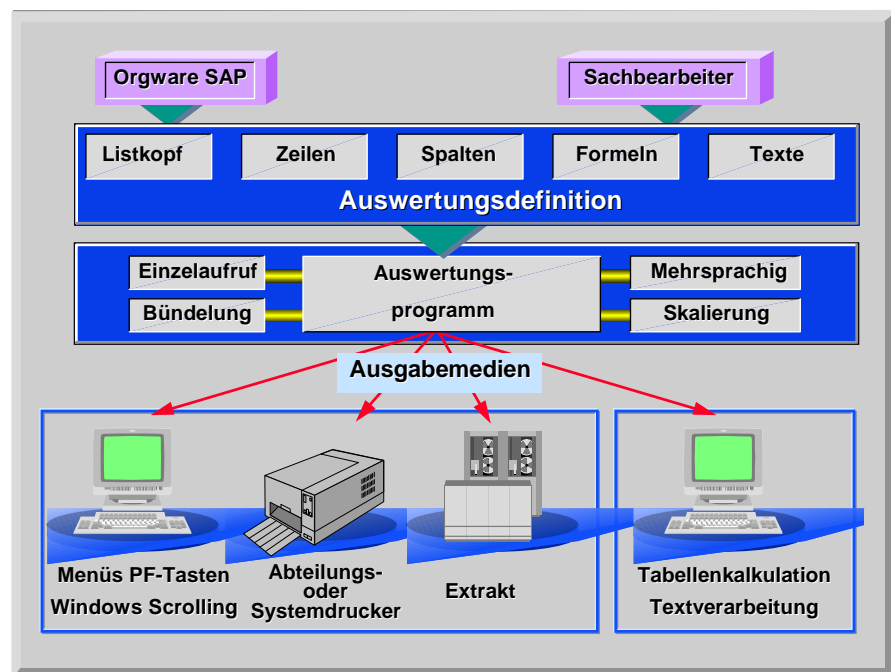 Orgware SAP
Sachbearbeiter
Listkopf
Zeilen
Spalten
Formeln
Texte
Auswertungsdefinition
Einzelaufruf
Auswertungs-
programm
Mehrsprachig
Bündelung
Skalierung
Ausgabemedien
Menüs PF-Tasten
Windows Scrolling
Abteilungs-
oder
Systemdrucker
Extrakt
Tabellenkalkulation
Textverarbeitung